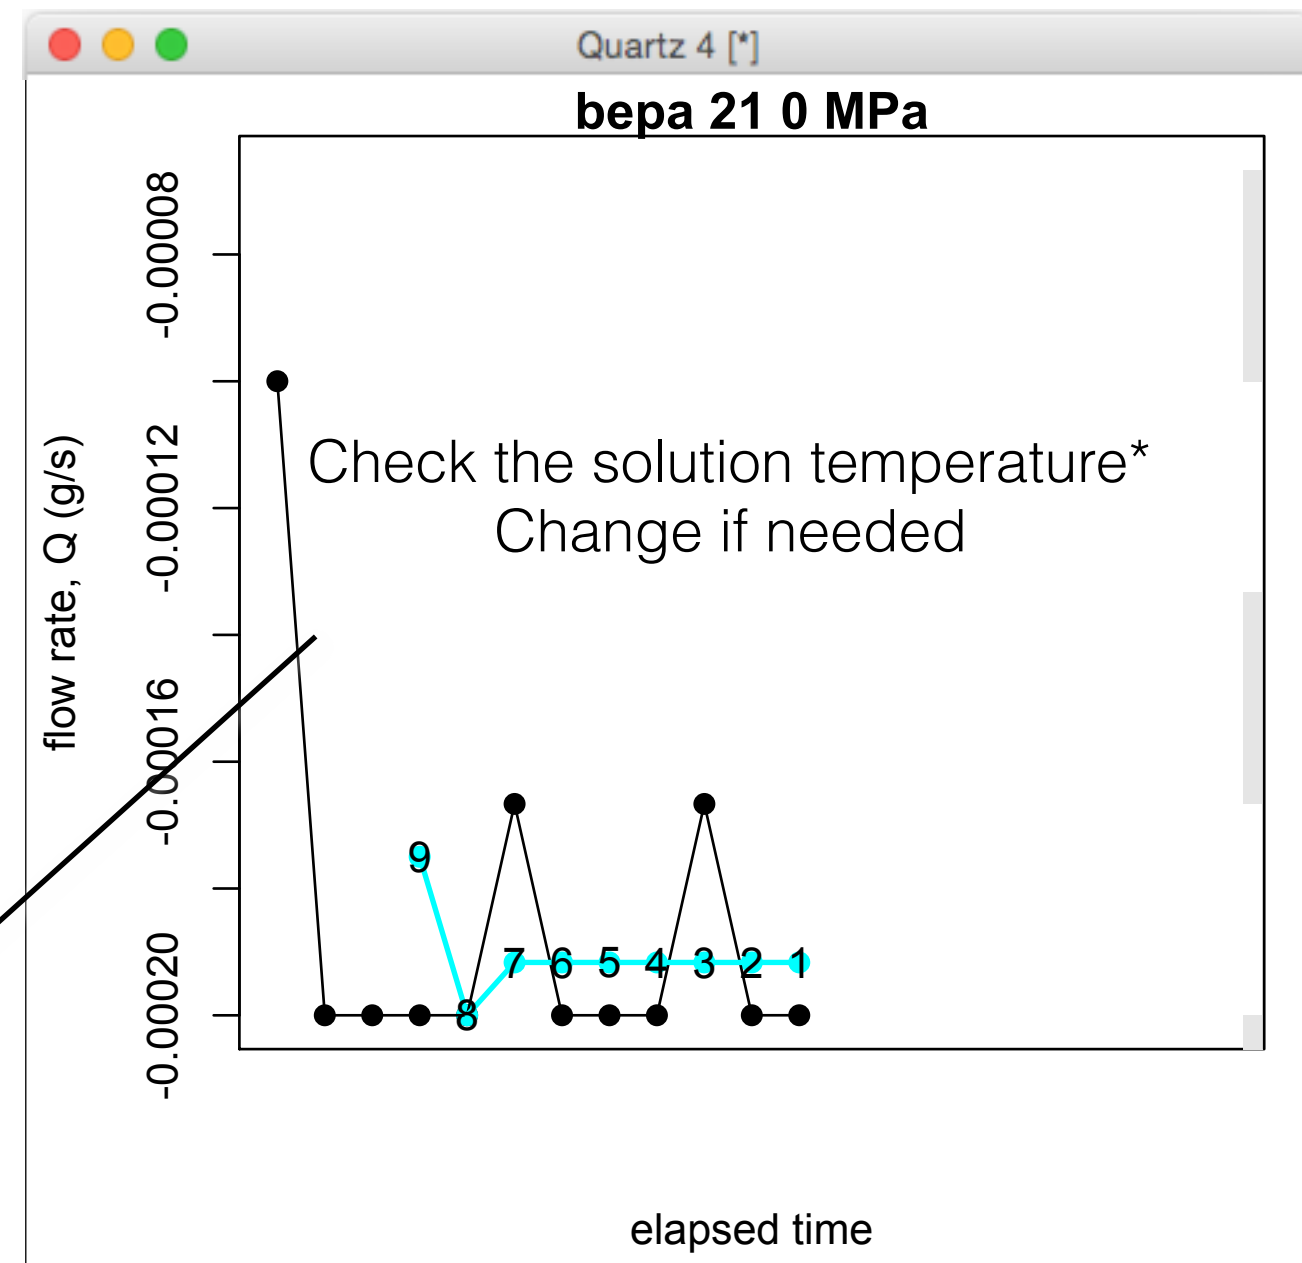 Quartz 4 [*]
bepa 21 0 MPa
-0.00008
-0.00012
-0.00016
-0.00020
flow rate, Q (g/s)
Check the solution temperature*
Change if needed
9
8
7 6 5 4 3 2 1
elapsed time